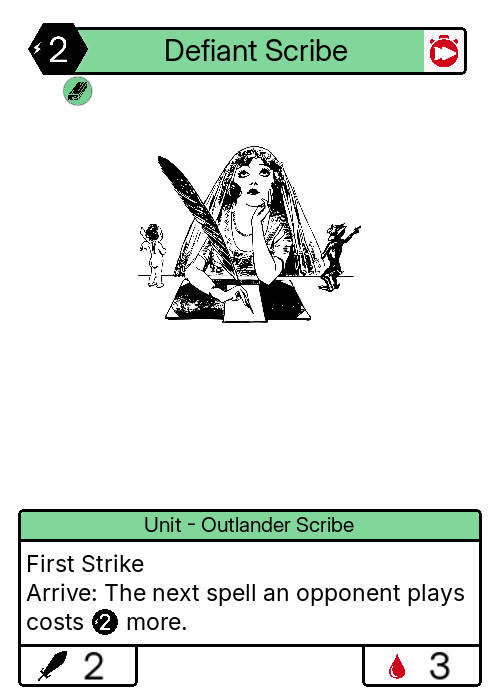 2
Defiant Scribe
Unit - Outlander Scribe
First Strike
Arrive: The next spell an opponent plays
costs 2 more.
2
3